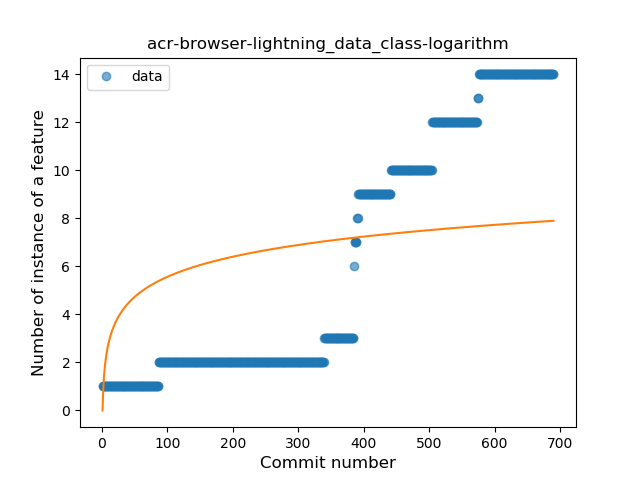 acr-browser-lightning_data_class-logarithm
data
Number of instance of a feature
14
12
10
8
6
4
2
0
0 100 200 300 400 500 600 700
Commit number